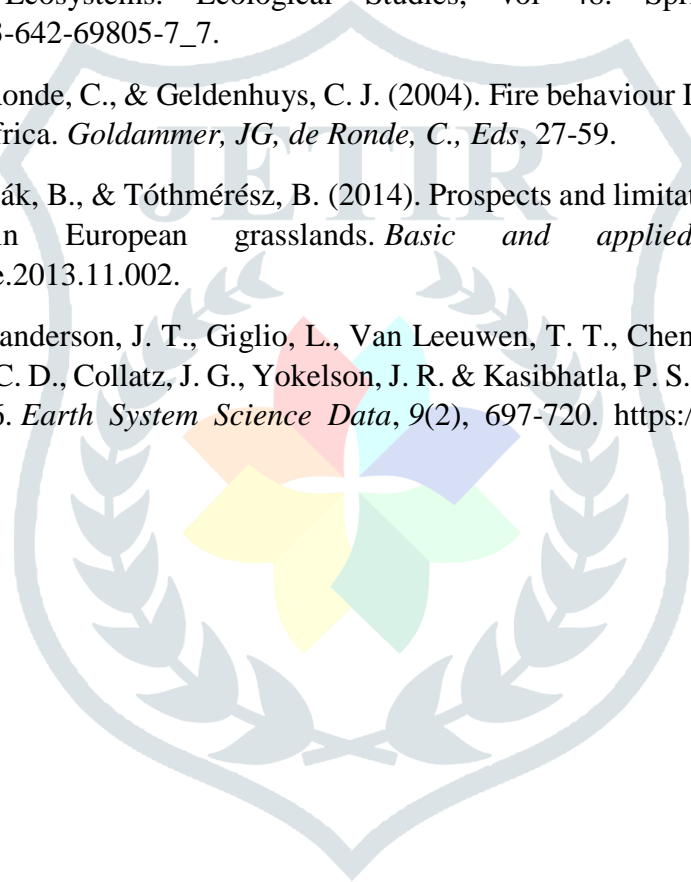 Ecosystems. Ecological Studies, vol 48. Spri
-642-69805-7_7.
onde, C., & Geldenhuys, C. J. (2004). Fire behaviour
frica. Goldammer, JG, de Ronde, C., Eds, 27-59.
ák, B., & Tóthmérész, B. (2014). Prospects and limitat
in European grasslands. Basic and applied
e.2013.11.002.
anderson, J. T., Giglio, L., Van Leeuwen, T. T., Chen
C. D., Collatz, J. G., Yokelson, J. R. & Kasibhatla, P. S.
6. Earth System Science Data, 9(2), 697-720. https:/
JETIR